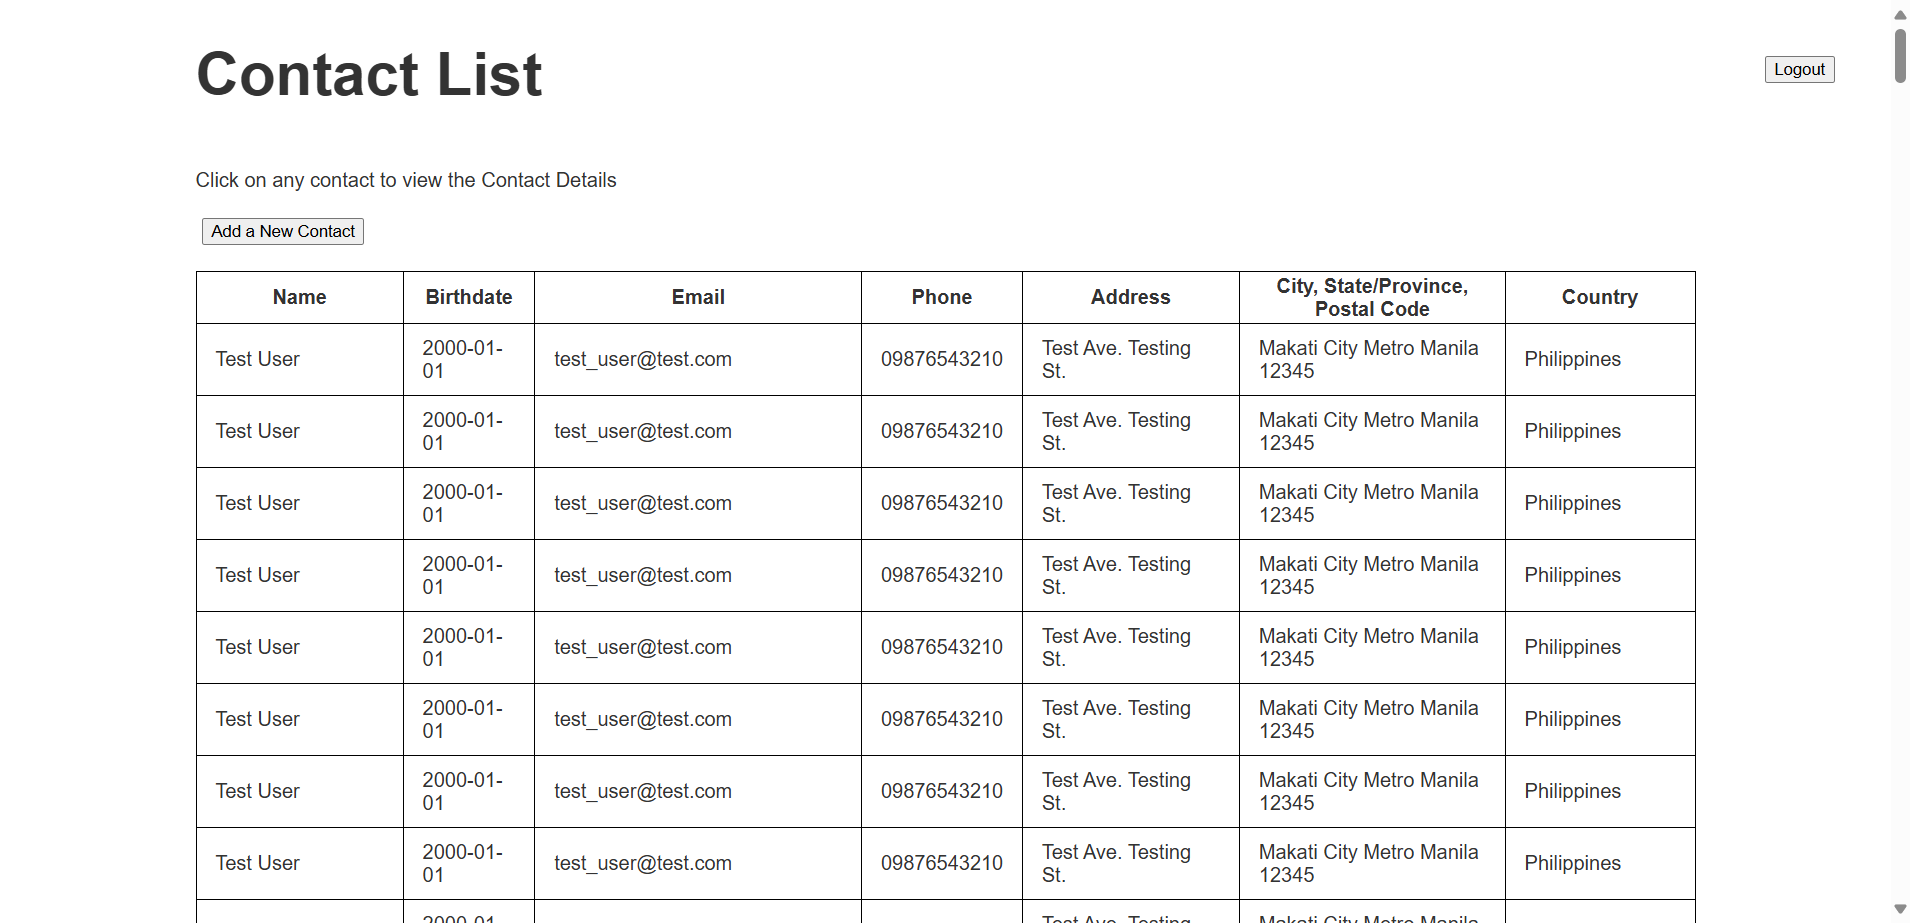 Contact List
Logout
Click on any contact to view the Contact Details
Add a New Contact
Name Birthdate Email Phone Address City, State/Province, Postal Code Country
Test User 2000-01-01 test_user@test.com 09876543210 Test Ave. Testing St. Makati City Metro Manila 12345 Philippines
Test User 2000-01-01 test_user@test.com 09876543210 Test Ave. Testing St. Makati City Metro Manila 12345 Philippines
Test User 2000-01-01 test_user@test.com 09876543210 Test Ave. Testing St. Makati City Metro Manila 12345 Philippines
Test User 2000-01-01 test_user@test.com 09876543210 Test Ave. Testing St. Makati City Metro Manila 12345 Philippines
Test User 2000-01-01 test_user@test.com 09876543210 Test Ave. Testing St. Makati City Metro Manila 12345 Philippines
Test User 2000-01-01 test_user@test.com 09876543210 Test Ave. Testing St. Makati City Metro Manila 12345 Philippines
Test User 2000-01-01 test_user@test.com 09876543210 Test Ave. Testing St. Makati City Metro Manila 12345 Philippines
Test User 2000-01-01 test_user@test.com 09876543210 Test Ave. Testing St. Makati City Metro Manila 12345 Philippines
2000-01- Test Ave. Testing Makati City Metro Manila